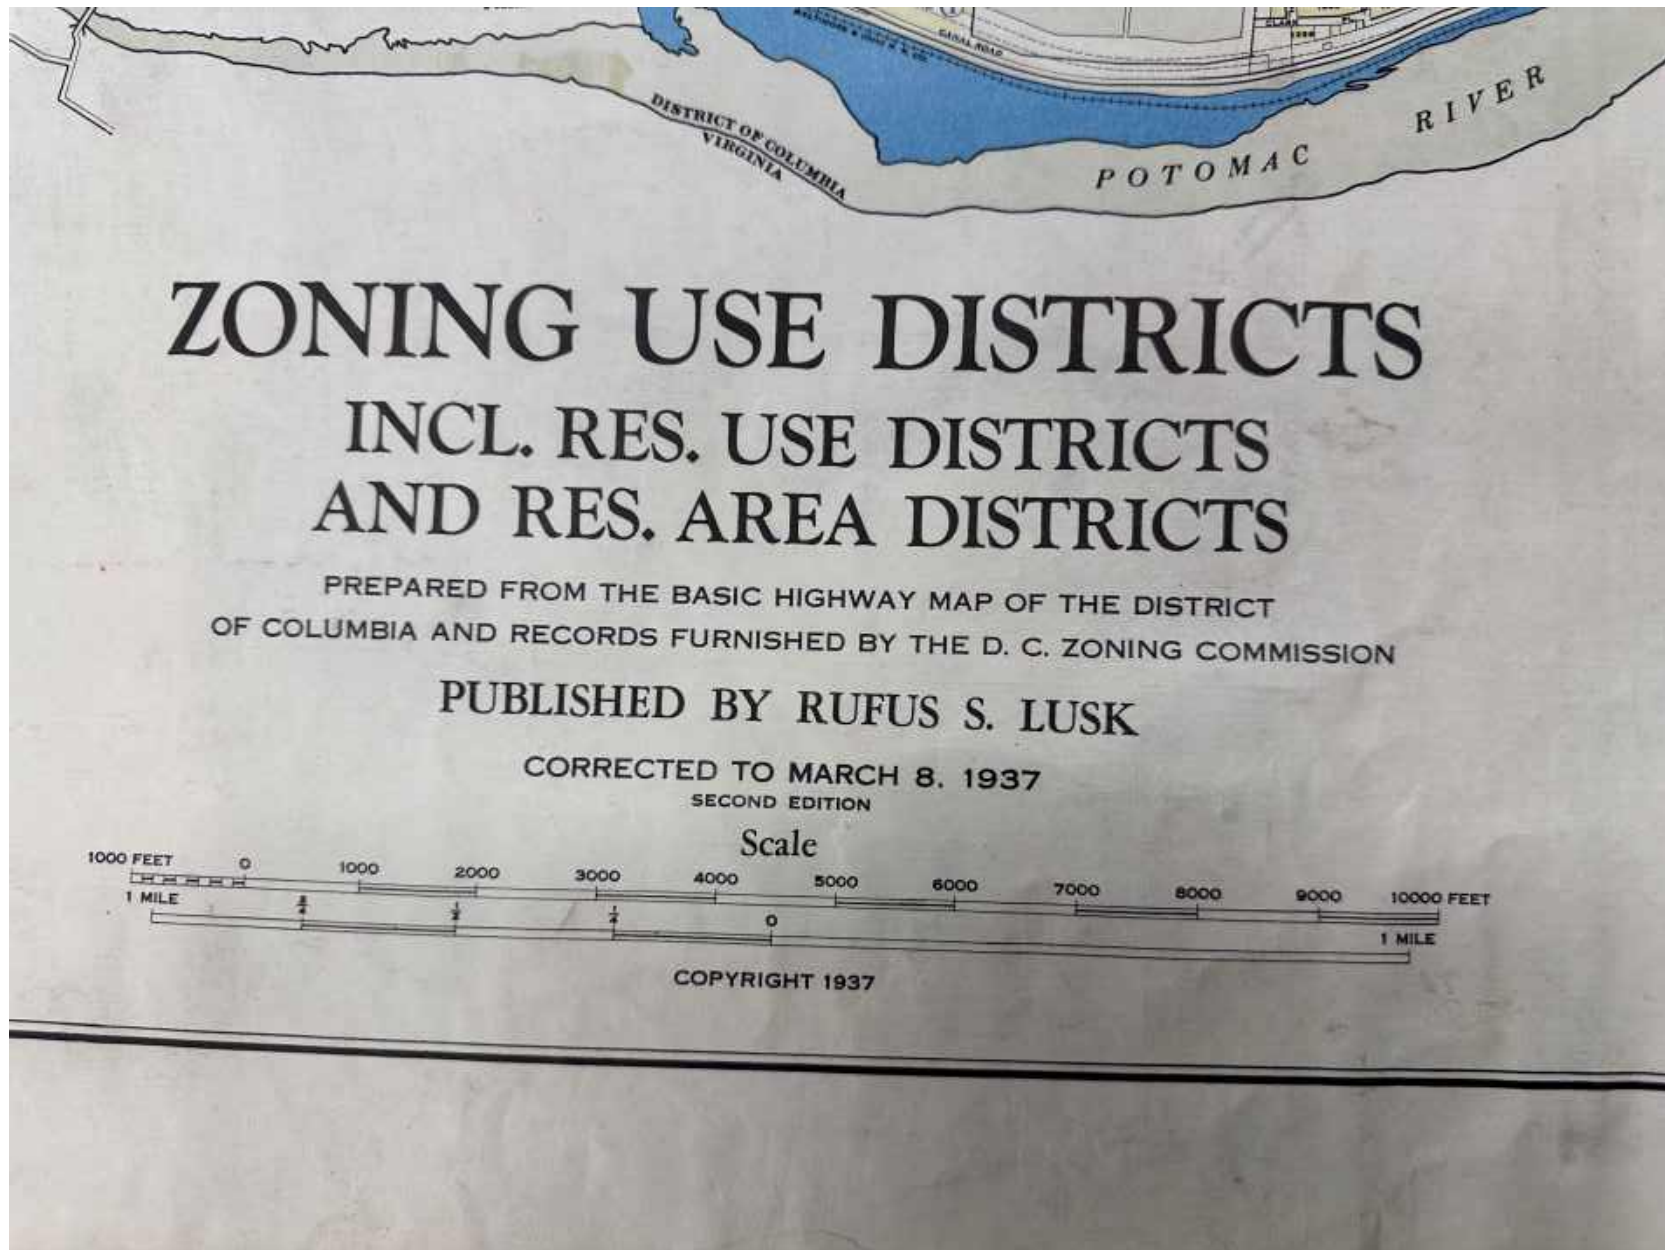 CANAL ROAD
CLARK PL.
DISTRICT OF COLUMBIA
VIRGINIA
POTOMAC RIVER
ZONING USE DISTRICTS
INCL. RES. USE DISTRICTS
AND RES. AREA DISTRICTS
PREPARED FROM THE BASIC HIGHWAY MAP OF THE DISTRICT
OF COLUMBIA AND RECORDS FURNISHED BY THE D. C. ZONING COMMISSION
PUBLISHED BY RUFUS S. LUSK
CORRECTED TO MARCH 8. 1937
SECOND EDITION
Scale
1000 FEET 0 1000 2000 3000 4000 5000 6000 7000 8000 9000 10000 FEET
1 MILE 3/4 1/2 1/4 0 1 MILE
COPYRIGHT 1937